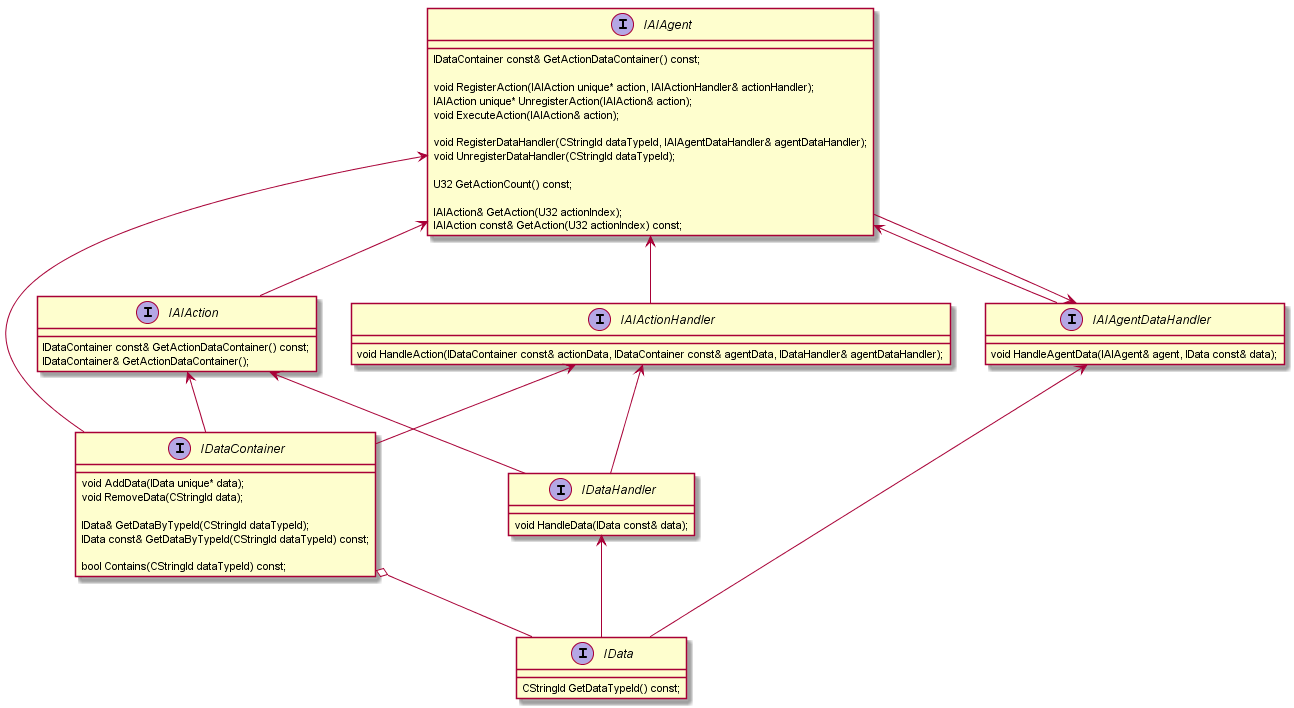 I IAIAgent
IDataContainer const& GetActionDataContainer() const;
void RegisterAction(IAIAction unique* action, IAIActionHandler& actionHandler);
IAIAction unique* UnregisterAction(IAIAction& action);
void ExecuteAction(IAIAction& action);
void RegisterDataHandler(CStringId dataTypeId, IAIAgentDataHandler& agentDataHandler);
void UnregisterDataHandler(CStringId dataTypeId);
U32 GetActionCount() const;
IAIAction& GetAction(U32 actionIndex);
IAIAction const& GetAction(U32 actionIndex) const;
I IAIAction
IDataContainer const& GetActionDataContainer() const;
IDataContainer& GetActionDataContainer();
I IAIActionHandler
void HandleAction(IDataContainer const& actionData, IDataContainer const& agentData, IDataHandler& agentDataHandler);
I IAIAgentDataHandler
void HandleAgentData(IAIAgent& agent, IData const& data);
I IDataContainer
void AddData(IData unique* data);
void RemoveData(CStringId data);
IData& GetDataByTypeId(CStringId dataTypeId);
IData const& GetDataByTypeId(CStringId dataTypeId) const;
bool Contains(CStringId dataTypeId) const;
I IDataHandler
void HandleData(IData const& data);
I IData
CStringId GetDataTypeId() const;